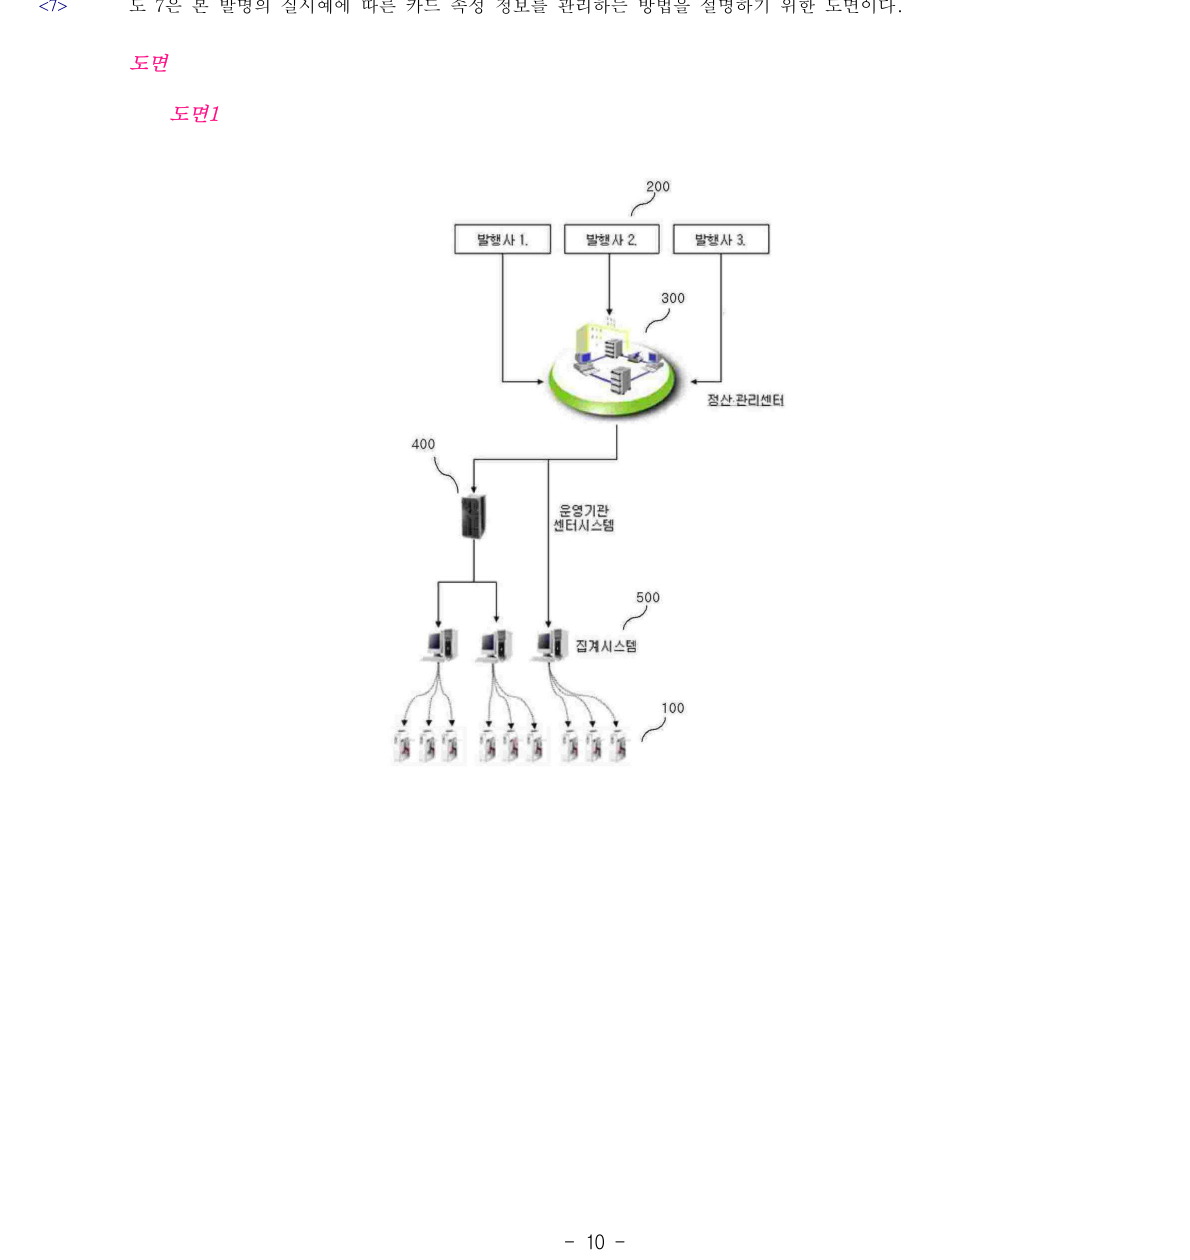 <7> 도 7은 본 발명의 실시예에 따른 카드 속성 정보를 관리하는 방법을 설명하기 위한 도면이다.
도면
도면1
200
발행사 1.
발행사 2.
발행사 3.
300
정산·관리센터
400
운영기관
센터시스템
500
집계시스템
100
- 10 -